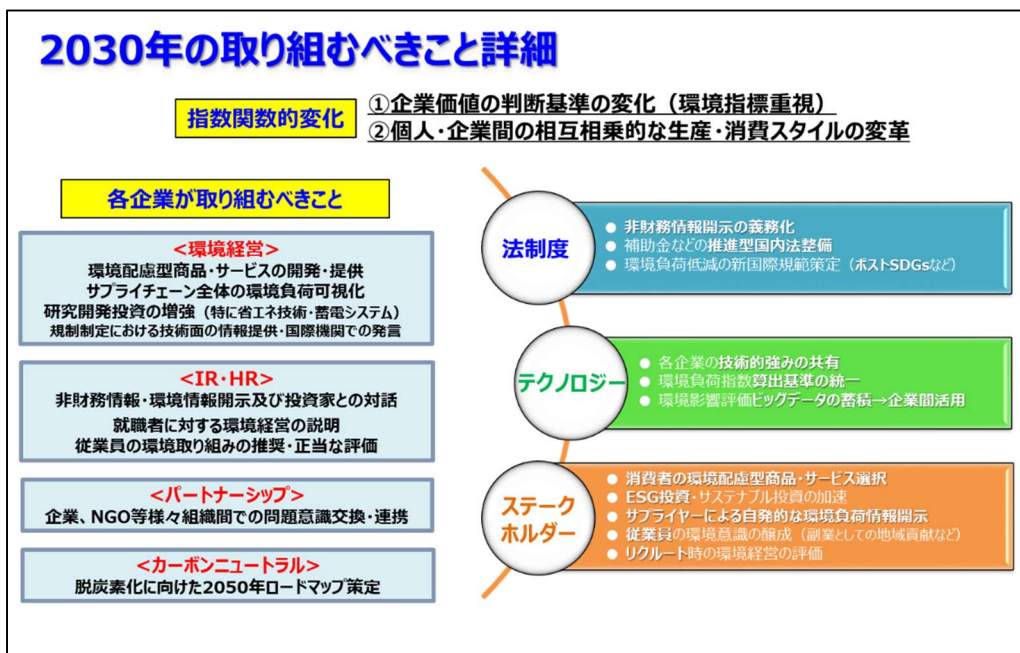 2030年の取り組むべきこと詳細
指数関数的変化
①企業価値の判断基準の変化（環境指標重視）
②個人・企業間の相互相乗的な生産・消費スタイルの変革
各企業が取り組むべきこと
<環境経営>
環境配慮型商品・サービスの開発・提供
サプライチェーン全体の環境負荷可視化
研究開発投資の増強（特に省エネ技術・蓄電システム）
規制制定における技術面の情報提供・国際機関での発言
<IR・HR>
非財務情報・環境情報開示及び投資家との対話
就職者に対する環境経営の説明
従業員の環境取り組みの推奨・正当な評価
<パートナーシップ>
企業、NGO等様々組織間での問題意識交換・連携
<カーボンニュートラル>
脱炭素化に向けた2050年ロードマップ策定
法制度
● 非財務情報開示の義務化
● 補助金などの推進型国内法整備
● 環境負荷低減の新国際規範策定（ポストSDGsなど）
テクノロジー
● 各企業の技術的強みの共有
● 環境負荷指数算出基準の統一
● 環境影響評価ビッグデータの蓄積→企業間活用
ステーク
ホルダー
● 消費者の環境配慮型商品・サービス選択
● ESG投資・サステナブル投資の加速
● サプライヤーによる自発的な環境負荷情報開示
● 従業員の環境意識の醸成（副業としての地域貢献など）
● リクルート時の環境経営の評価